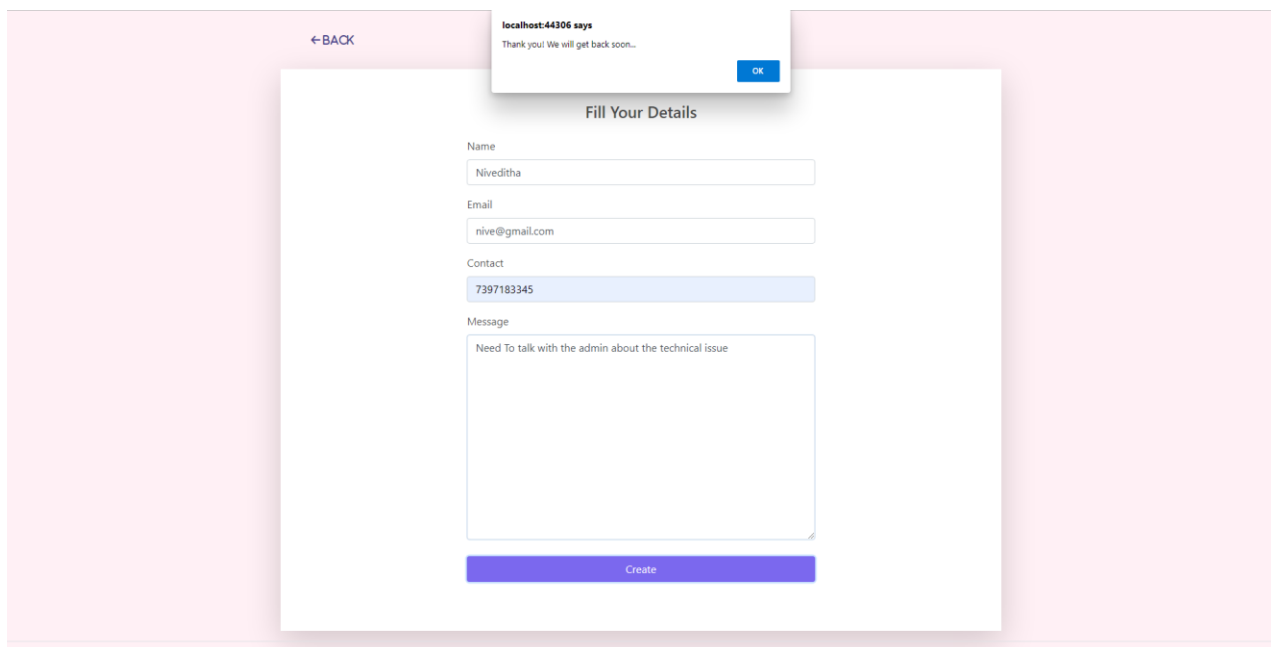 localhost:44306 says
Thank you! We will get back soon...
OK
←BACK
Fill Your Details
Name
Niveditha
Email
nive@gmail.com
Contact
7397183345
Message
Need To talk with the admin about the technical issue
Create